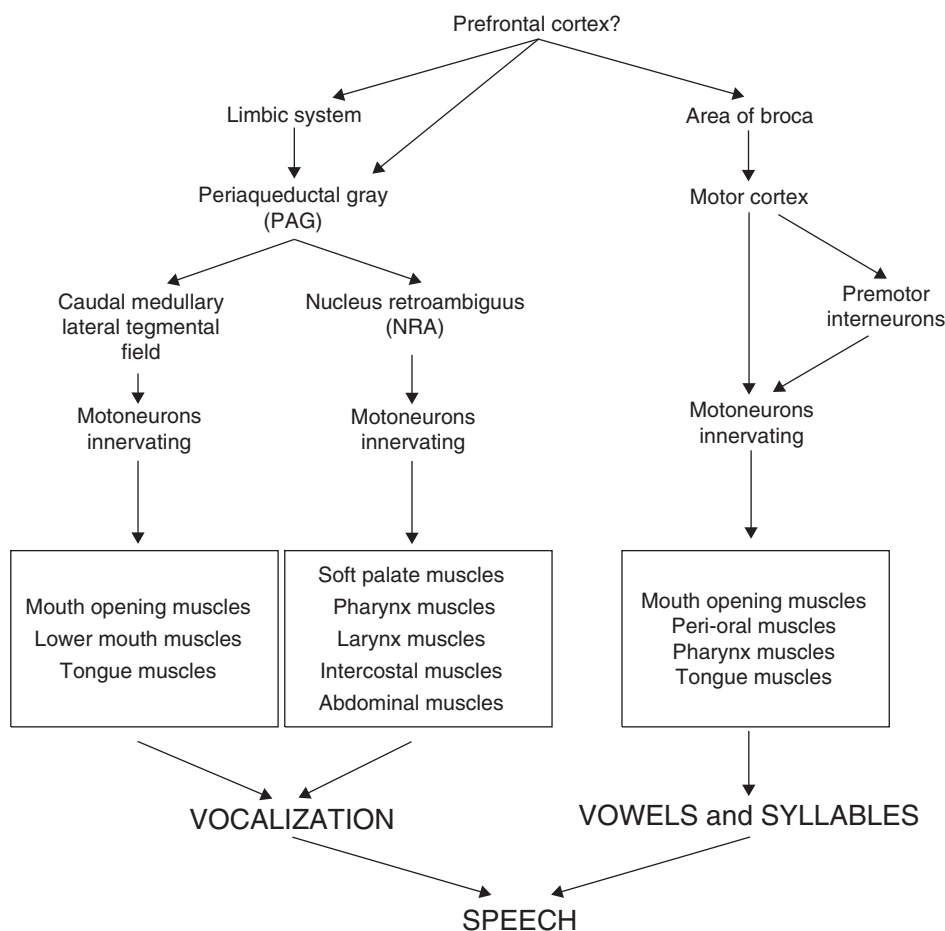 Prefrontal cortex?
Limbic system
Area of broca
Periaqueductal gray
(PAG)
Motor cortex
Caudal medullary
lateral tegmental
field
Nucleus retroambiguus
(NRA)
Premotor
interneurons
Motoneurons
innervating
Motoneurons
innervating
Motoneurons
innervating
Mouth opening muscles
Lower mouth muscles
Tongue muscles
Soft palate muscles
Pharynx muscles
Larynx muscles
Intercostal muscles
Abdominal muscles
Mouth opening muscles
Peri-oral muscles
Pharynx muscles
Tongue muscles
VOCALIZATION
VOWELS and SYLLABLES
SPEECH